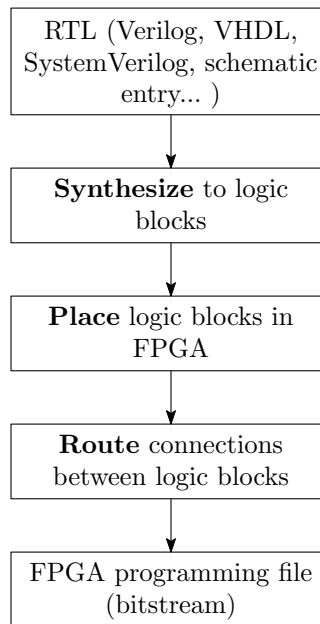 RTL (Verilog, VHDL,
SystemVerilog, schematic
entry... )
Synthesize to logic
blocks
Place logic blocks in
FPGA
Route connections
between logic blocks
FPGA programming file
(bitstream)